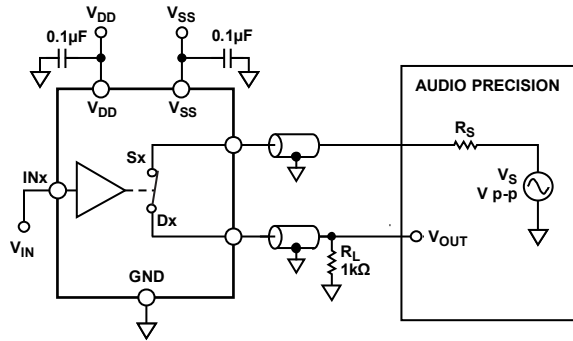 VDD
VSS
0.1µF
0.1µF
VDD
VSS
AUDIO PRECISION
RS
VS
V p-p
Sx
INx
Dx
VIN
VOUT
RL
1kΩ
GND